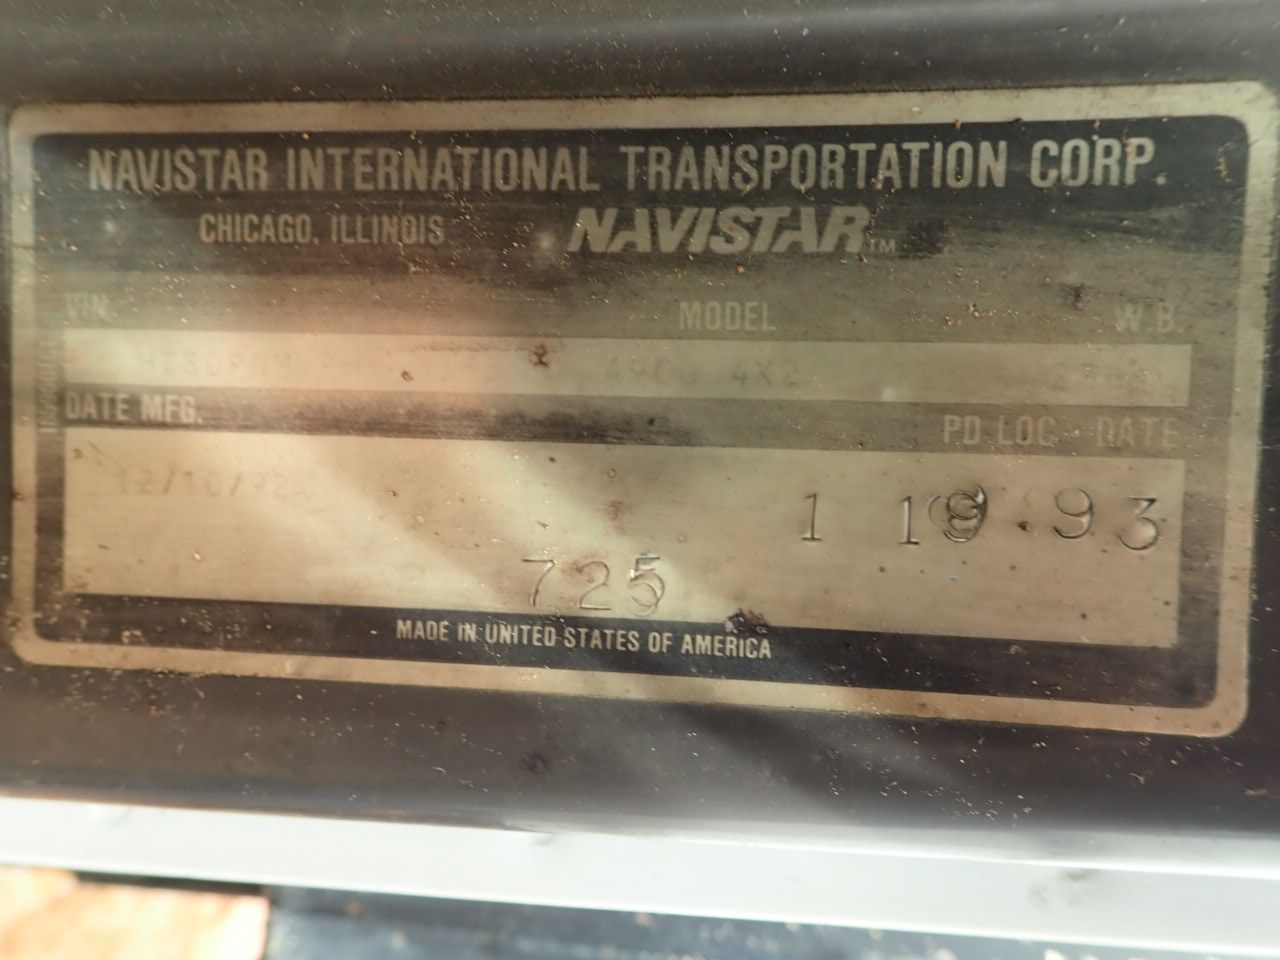 NAVISTAR INTERNATIONAL TRANSPORTATION CORP.
CHICAGO, ILLINOIS NAVISTAR™
VIN. MODEL W.B.
4900 4X2
DATE MFG. PD LOC - DATE
1 19 93
725
MADE IN UNITED STATES OF AMERICA